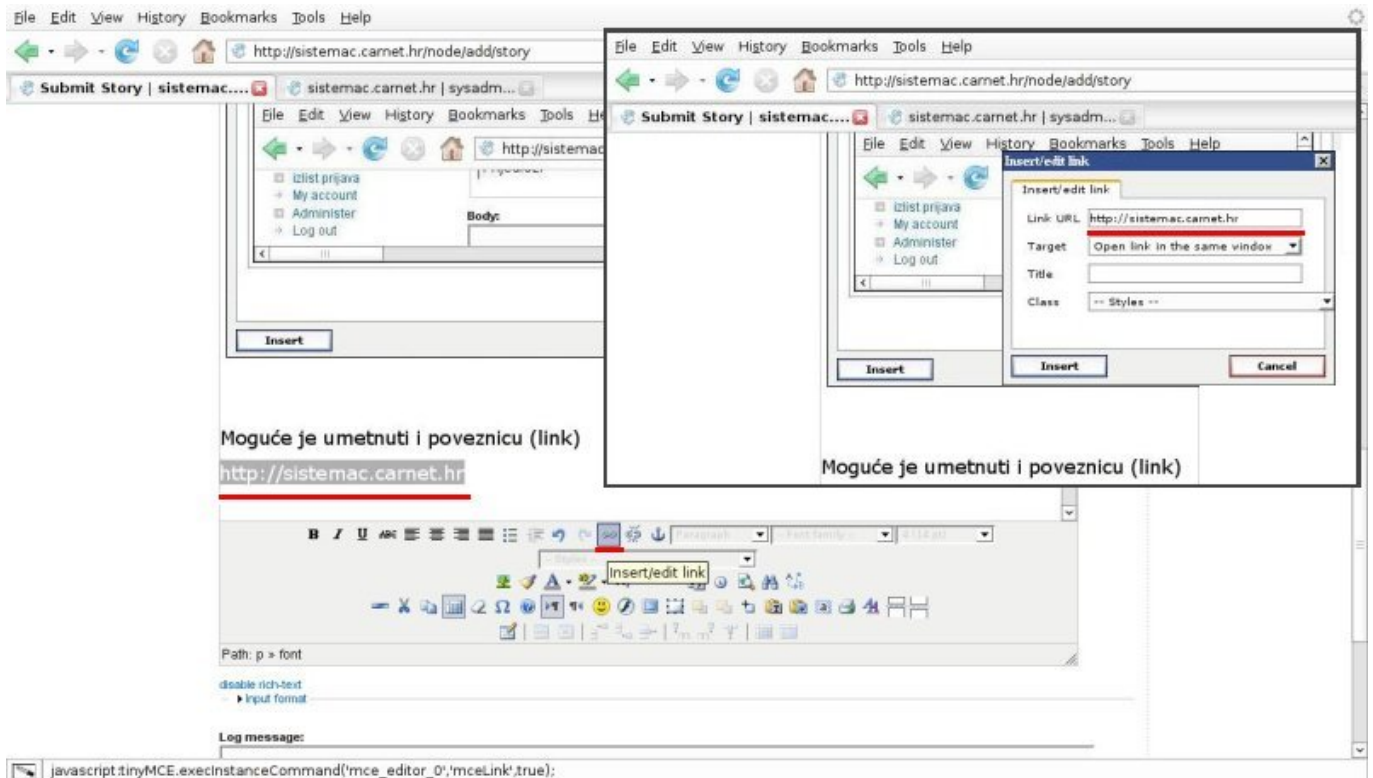 File Edit View History Bookmarks Tools Help
http://sistemac.carnet.hr/node/add/story
Submit Story | sistemac.... sistemac.carnet.hr | sysadm...
File Edit View History Bookmarks Tools
http://sistemac
izlist prijava
My account
Administer
Log out
Body:
Insert
Moguće je umetnuti i poveznicu (link)
http://sistemac.carnet.hr
File Edit View History Bookmarks Tools Help
http://sistemac.carnet.hr/node/add/story
Submit Story | sistemac.... sistemac.carnet.hr | sysadm...
File Edit View History Bookmarks Tools Help
izlist prijava
My account
Administer
Log out
Insert/edit link
Insert/edit link
Link URL http://sistemac.carnet.hr
Target Open link in the same window
Title
Class -- Styles --
Insert Cancel
Insert
Moguće je umetnuti i poveznicu (link)
B I U ABC Paragraph
Insert/edit link
Path: p » font
disable rich-text
Input format
Log message:
javascript:tinyMCE.execInstanceCommand('mce_editor_0','mceLink',true);